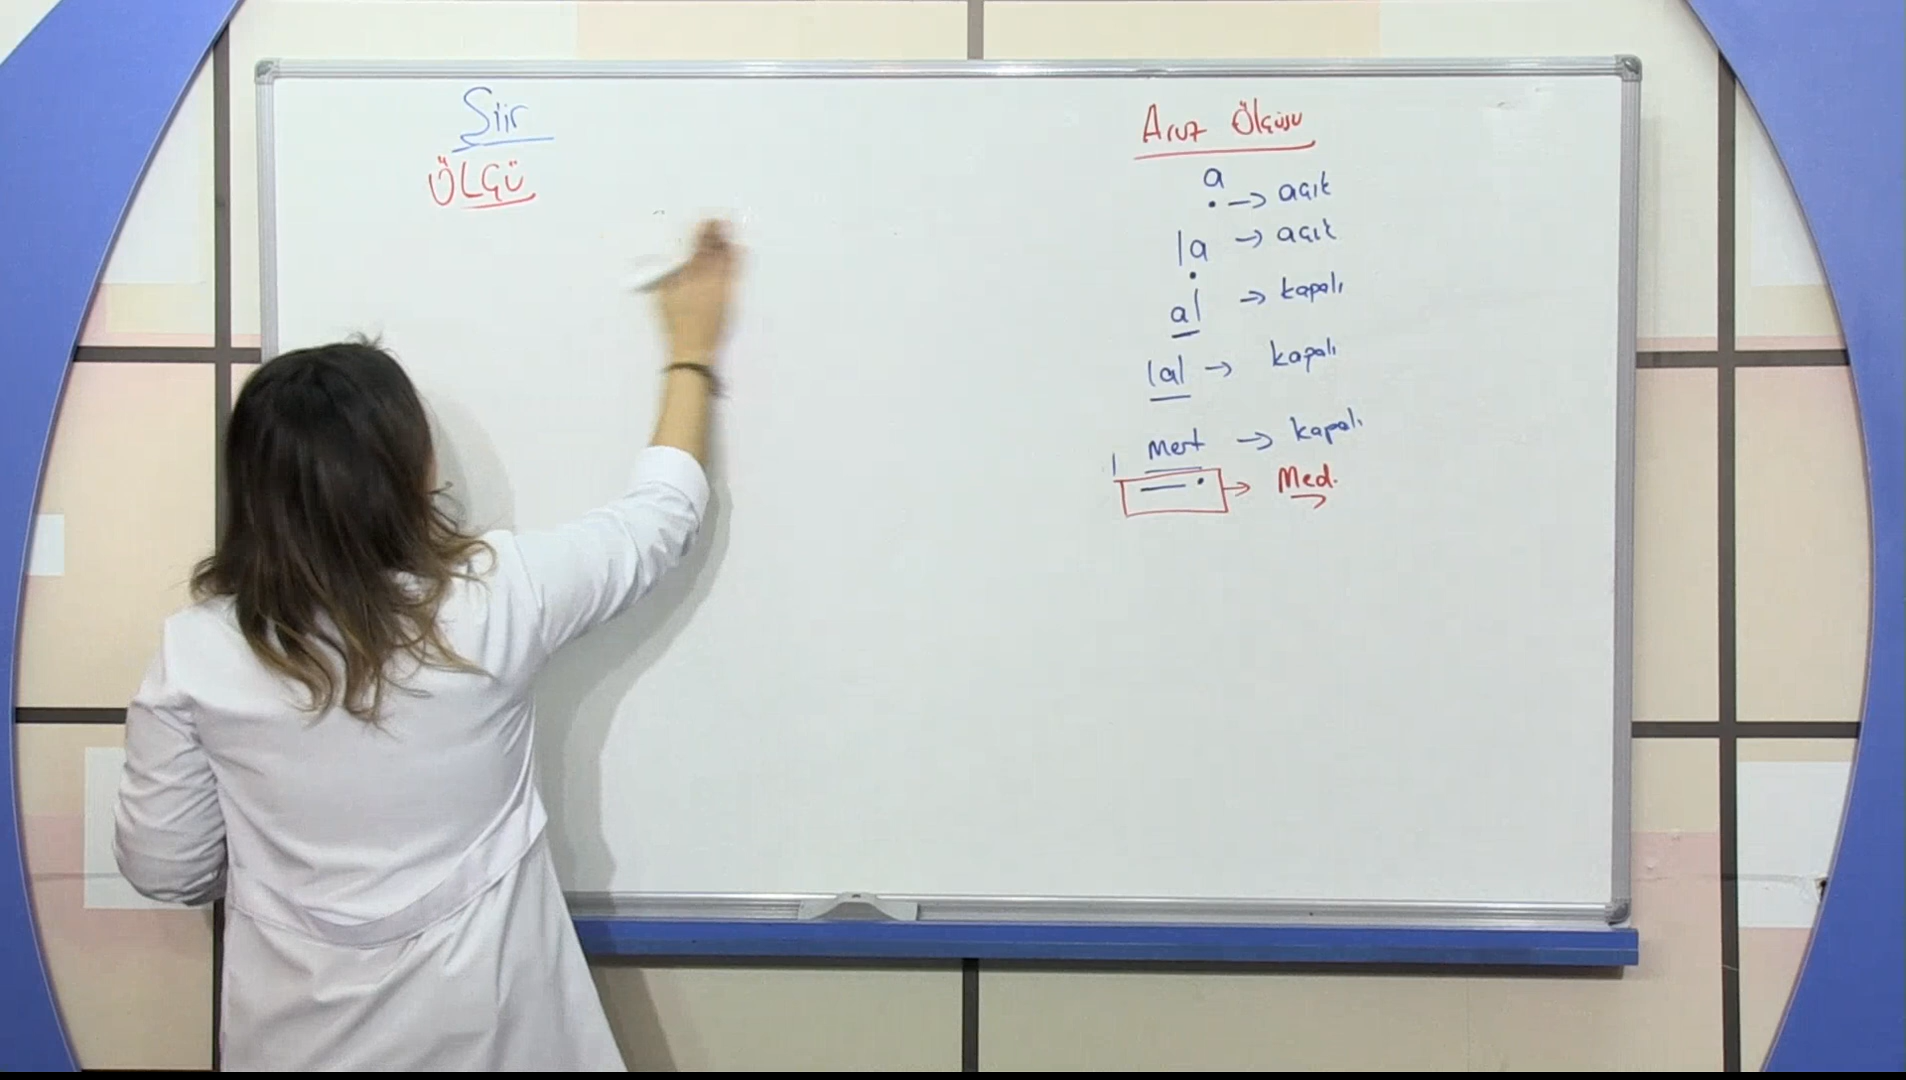 Şiir
ÖLÇÜ
Aruz Ölçüsü
a
. → açık
la → açık
.
al → kapalı
lal → kapalı
mert → kapalı
— . → Med.